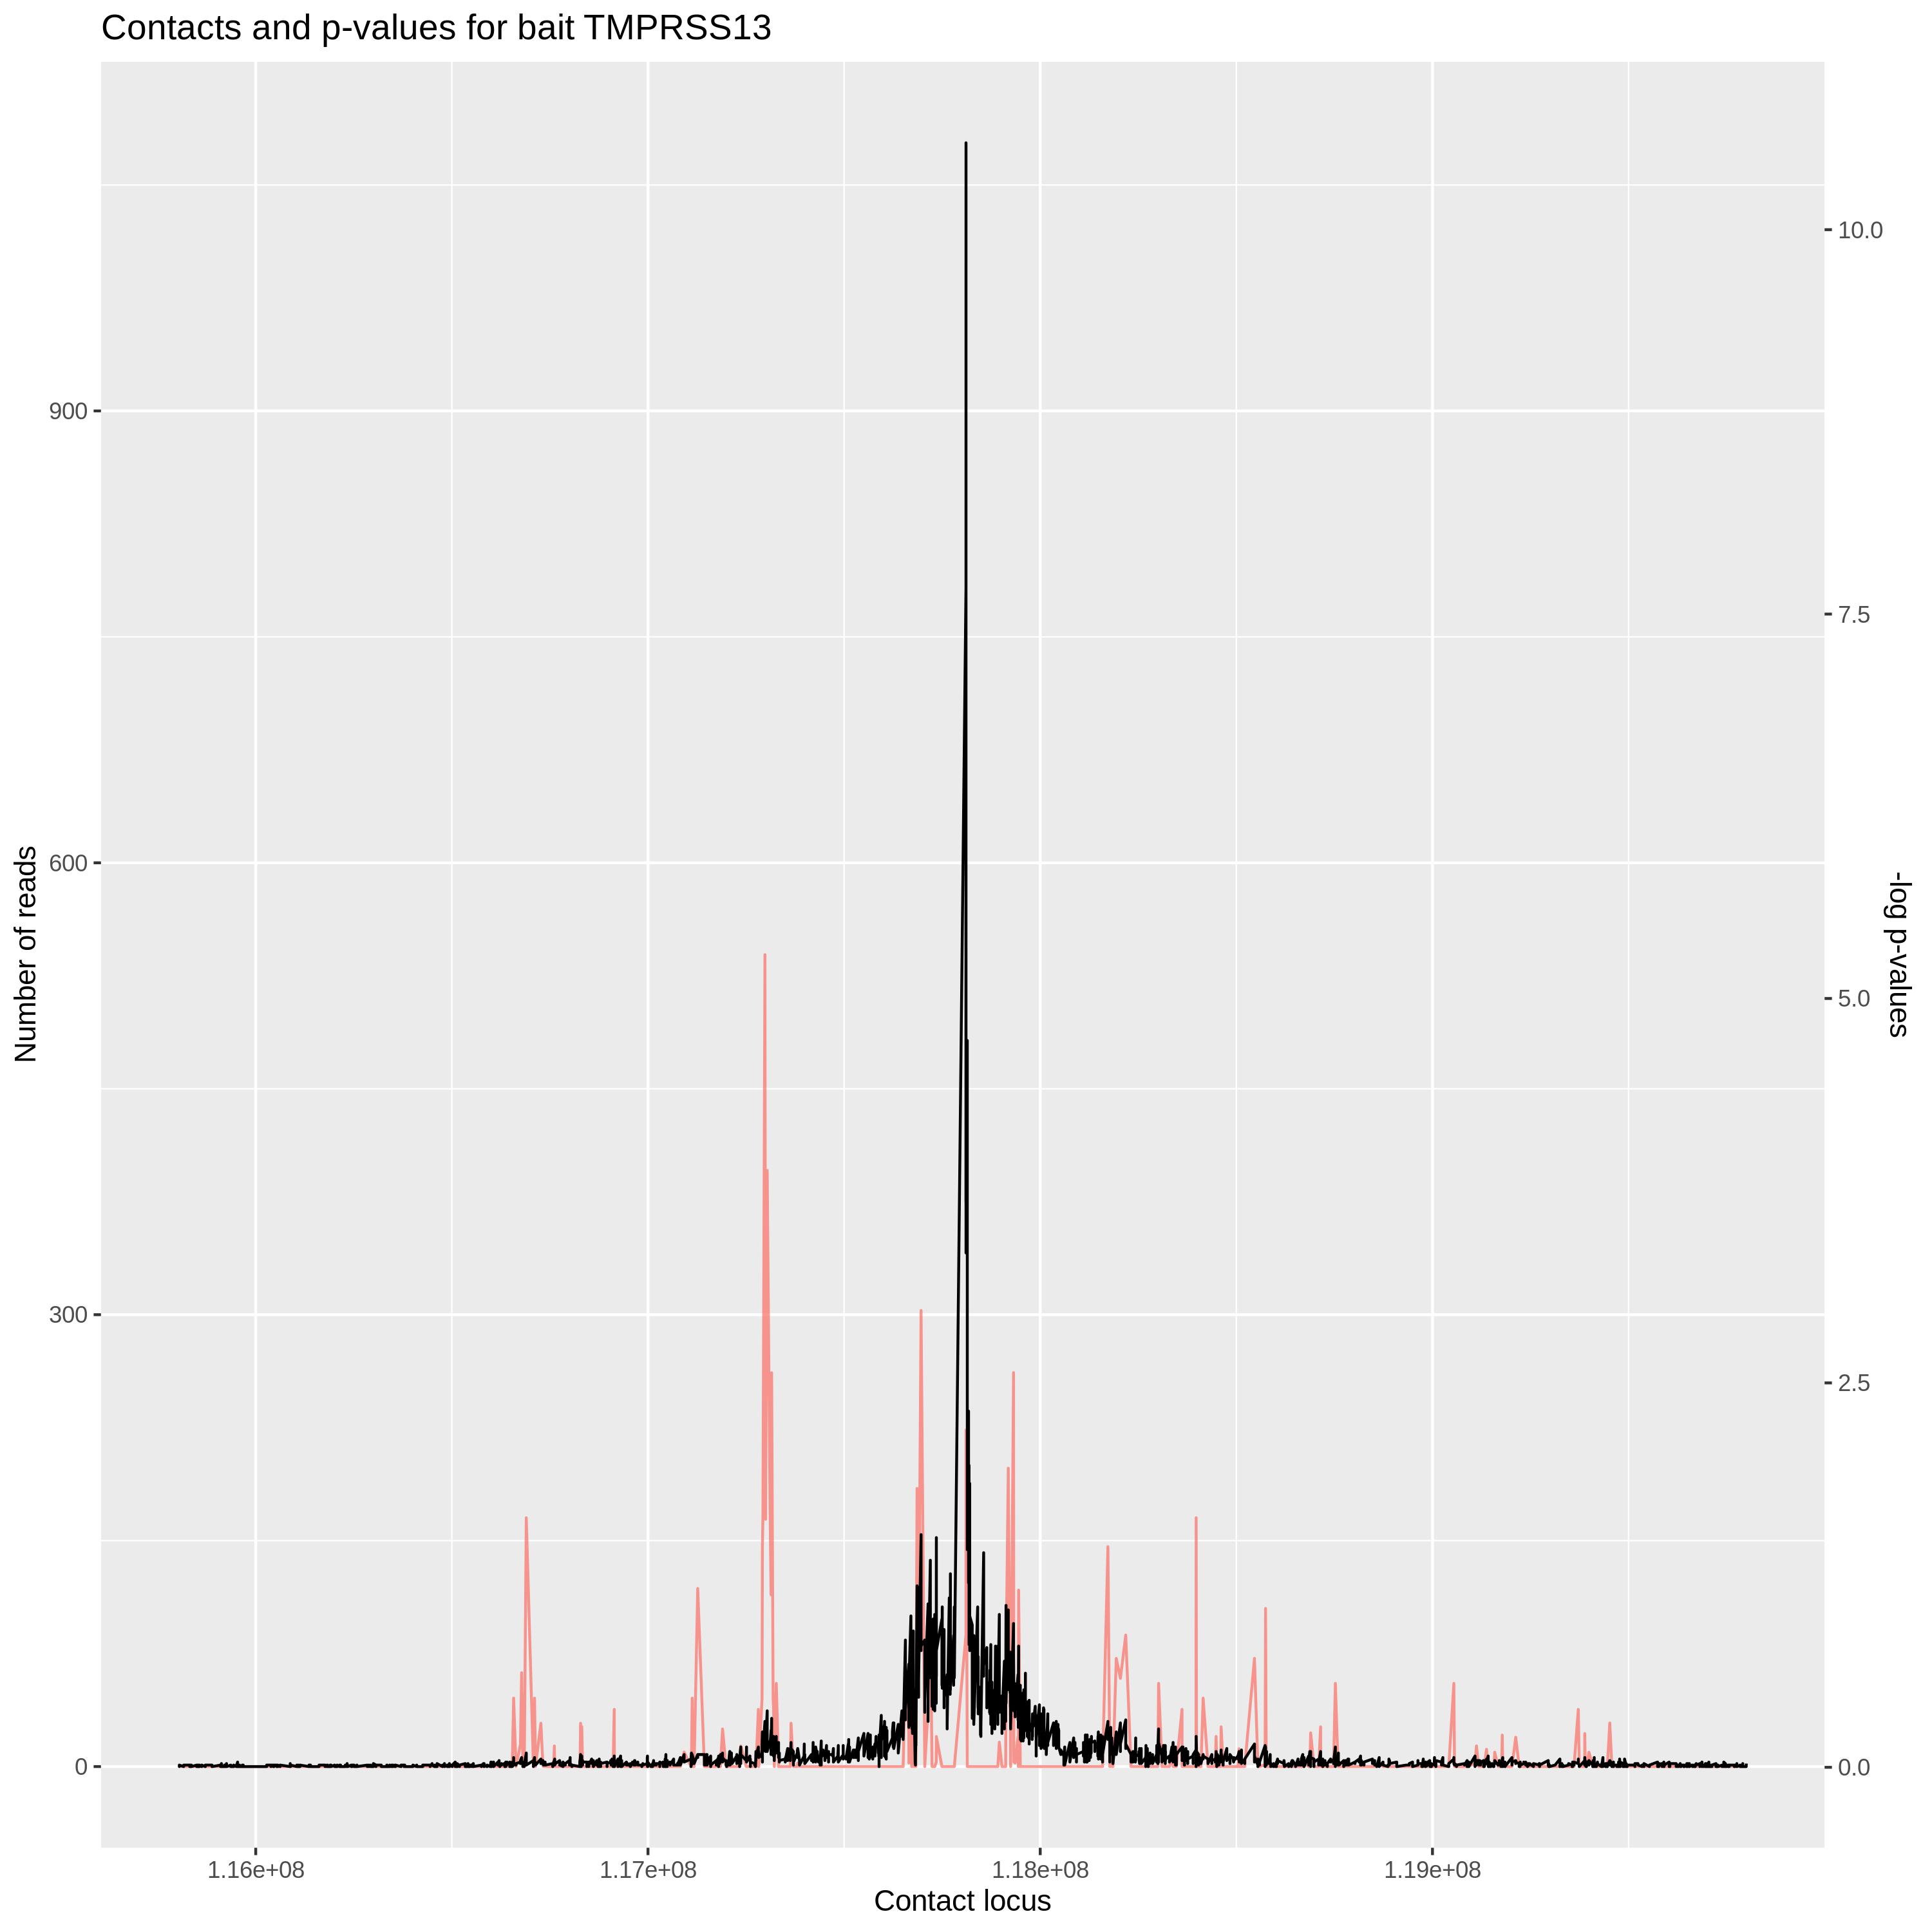 Contacts and p-values for bait TMPRSS13
Number of reads
900
600
300
0
10.0
7.5
5.0
2.5
0.0
-log p-values
1.16e+08
1.17e+08
1.18e+08
1.19e+08
Contact locus